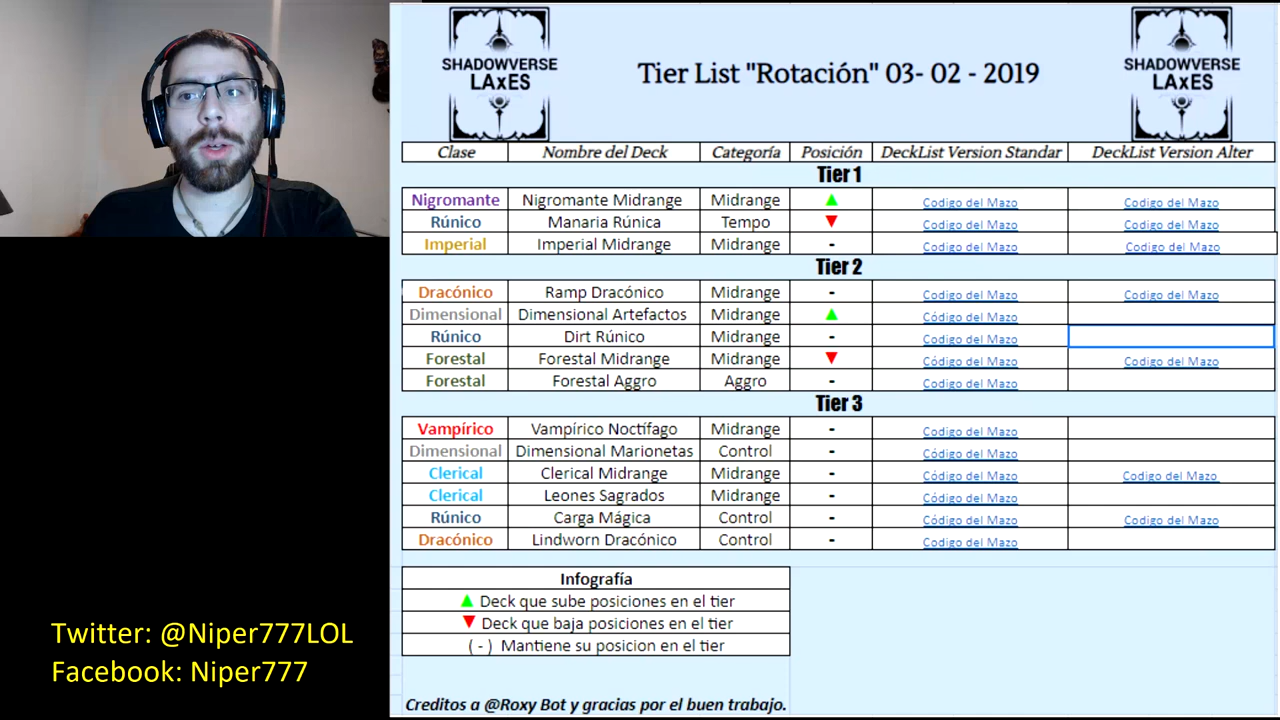 SHADOWVERSE
LAxES
Tier List "Rotación" 03- 02 - 2019
SHADOWVERSE
LAxES
Clase Nombre del Deck Categoría Posición DeckList Version Standar DeckList Version Alter
Tier 1
Nigromante Nigromante Midrange Midrange ▲ Codigo del Mazo Codigo del Mazo
Rúnico Manaria Rúnica Tempo ▼ Codigo del Mazo Codigo del Mazo
Imperial Imperial Midrange Midrange - Codigo del Mazo Codigo del Mazo
Tier 2
Dracónico Ramp Dracónico Midrange - Codigo del Mazo Codigo del Mazo
Dimensional Dimensional Artefactos Midrange ▲ Código del Mazo
Rúnico Dirt Rúnico Midrange - Codigo del Mazo
Forestal Forestal Midrange Midrange ▼ Código del Mazo Codigo del Mazo
Forestal Forestal Aggro Aggro - Codigo del Mazo
Tier 3
Vampírico Vampírico Noctífago Midrange - Codigo del Mazo
Dimensional Dimensional Marionetas Control - Código del Mazo
Clerical Clerical Midrange Midrange - Código del Mazo Codigo del Mazo
Clerical Leones Sagrados Midrange - Código del Mazo
Rúnico Carga Mágica Control - Código del Mazo Codigo del Mazo
Dracónico Lindworn Dracónico Control - Codigo del Mazo
Infografía
▲ Deck que sube posiciones en el tier
▼ Deck que baja posiciones en el tier
( - ) Mantiene su posicion en el tier
Creditos a @Roxy Bot y gracias por el buen trabajo.
Twitter: @Niper777LOL
Facebook: Niper777